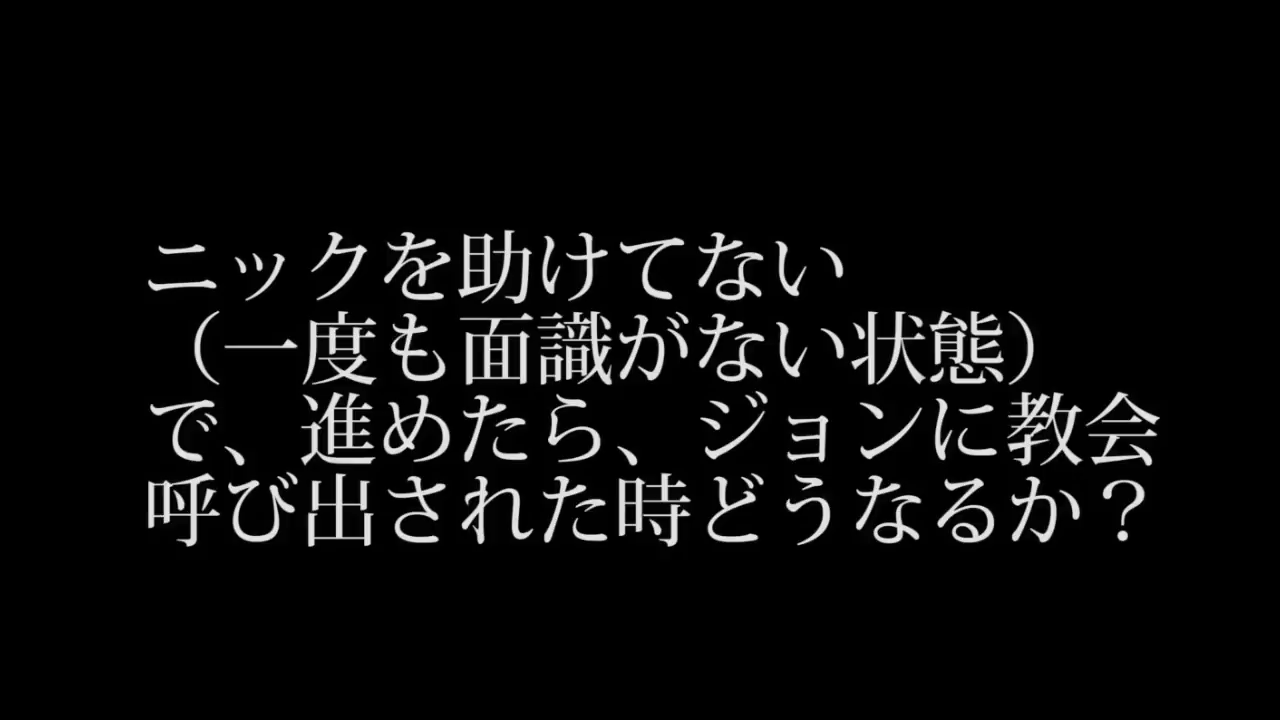 ニックを助けてない
（一度も面識がない状態）
で、進めたら、ジョンに教会
呼び出された時どうなるか？